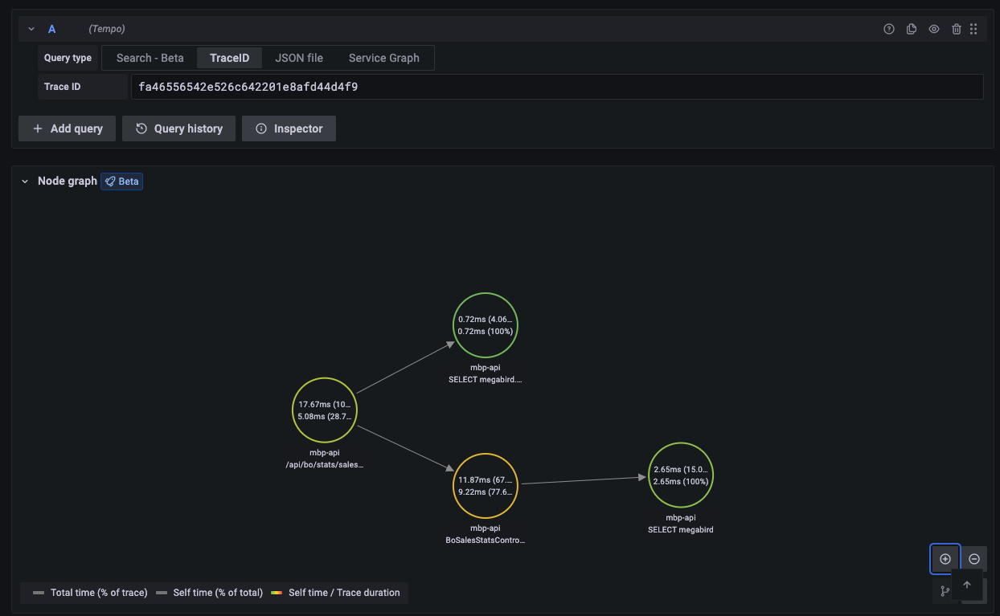 A (Tempo)
Query type Search - Beta TraceID JSON file Service Graph
Trace ID fa46556542e526c642201e8afd44d4f9
Add query Query history Inspector
Node graph Beta
0.72ms (4.06...
0.72ms (100%)
mbp-api
SELECT megabird....
17.67ms (10...
5.08ms (28.7...
mbp-api
/api/bo/stats/sales...
11.87ms (67....
9.22ms (77.6...
mbp-api
BoSalesStatsContro...
2.65ms (15.0...
2.65ms (100%)
mbp-api
SELECT megabird
Total time (% of trace) Self time (% of total) Self time / Trace duration